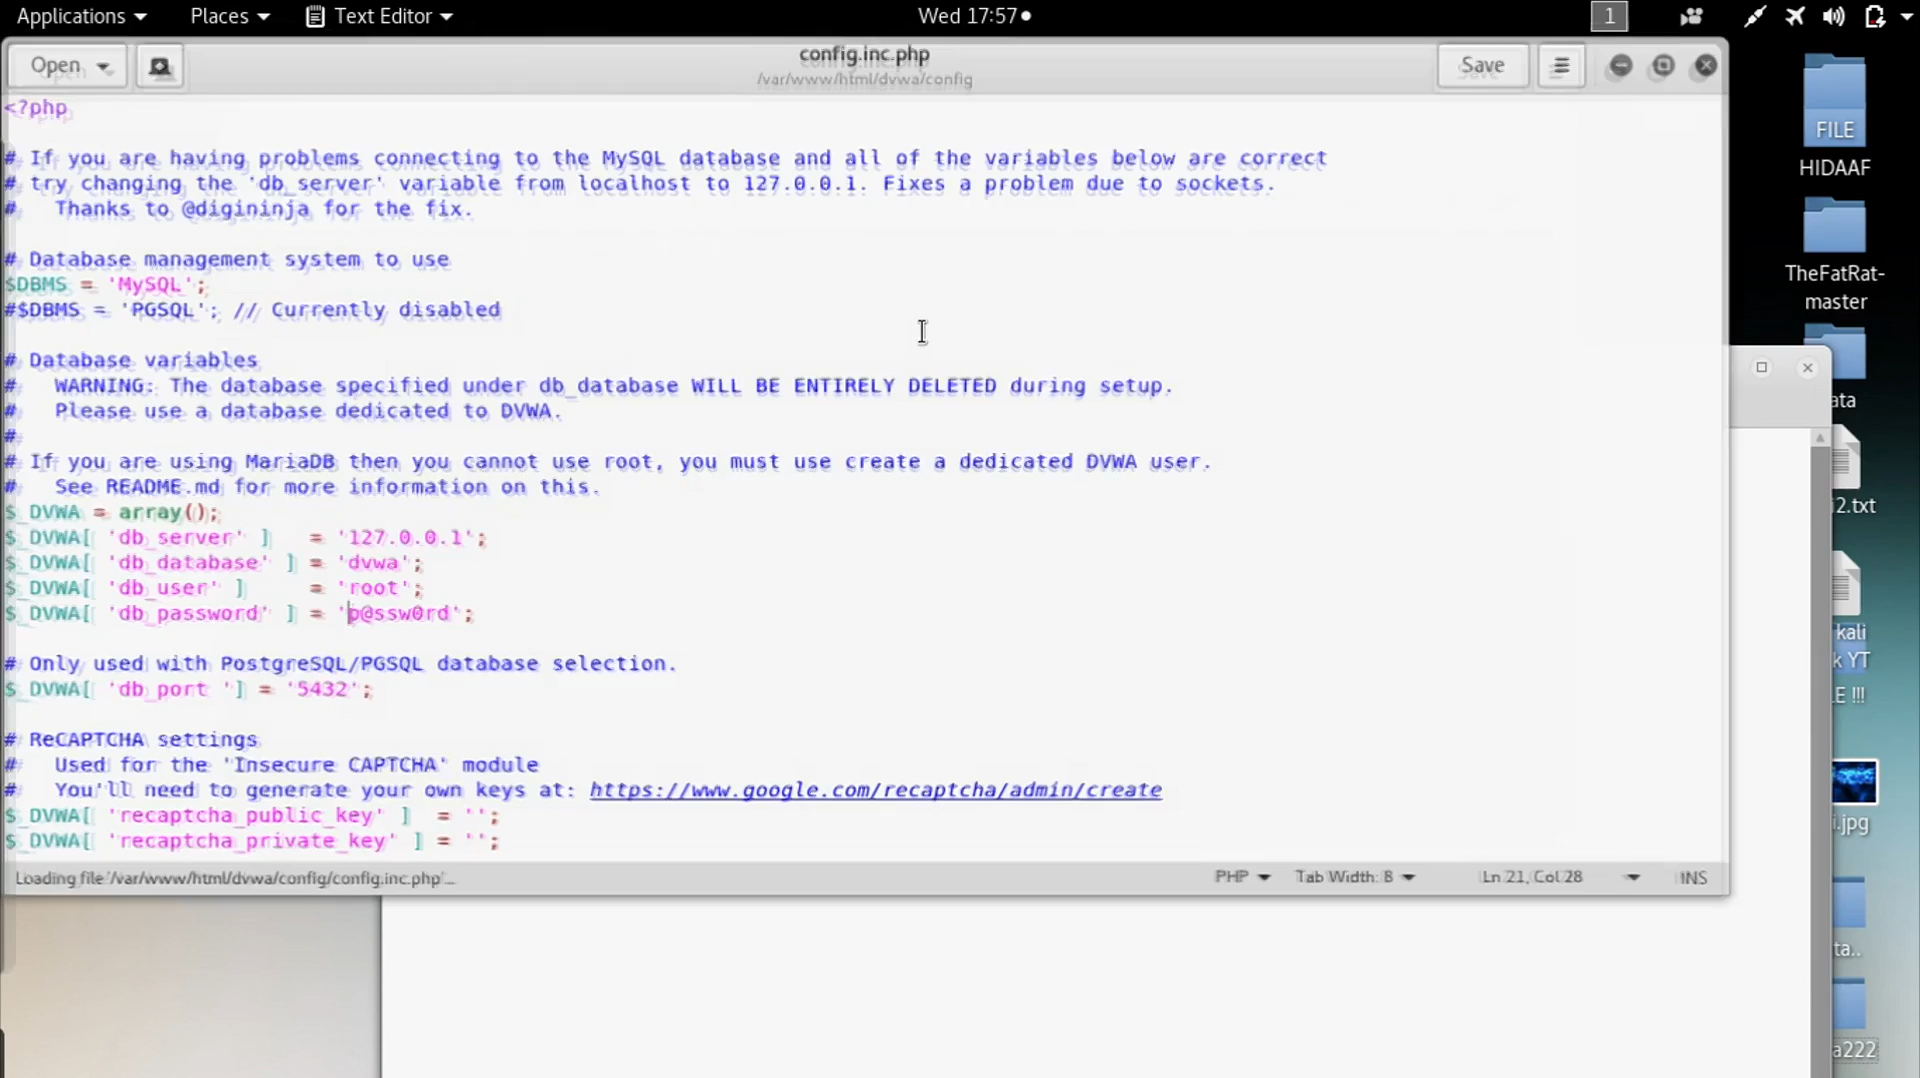 Applications Places Text Editor Wed 17:57 1
config.inc.php
Open Save
/var/www/html/dvwa/config
<?php
# If you are having problems connecting to the MySQL database and all of the variables below are correct
# try changing the 'db_server' variable from localhost to 127.0.0.1. Fixes a problem due to sockets.
#   Thanks to @digininja for the fix.
# Database management system to use
$DBMS = 'MySQL';
#$DBMS = 'PGSQL'; // Currently disabled
# Database variables
#   WARNING: The database specified under db_database WILL BE ENTIRELY DELETED during setup.
#   Please use a database dedicated to DVWA.
#
# If you are using MariaDB then you cannot use root, you must use create a dedicated DVWA user.
#   See README.md for more information on this.
$_DVWA = array();
$_DVWA[ 'db_server' ]   = '127.0.0.1';
$_DVWA[ 'db_database' ] = 'dvwa';
$_DVWA[ 'db_user' ]     = 'root';
$_DVWA[ 'db_password' ] = 'p@ssw0rd';
# Only used with PostgreSQL/PGSQL database selection.
$_DVWA[ 'db_port '] = '5432';
# ReCAPTCHA settings
#   Used for the 'Insecure CAPTCHA' module
#   You'll need to generate your own keys at: https://www.google.com/recaptcha/admin/create
$_DVWA[ 'recaptcha_public_key' ]  = '';
$_DVWA[ 'recaptcha_private_key' ] = '';
Loading file '/var/www/html/dvwa/config/config.inc.php'... PHP Tab Width: 8 Ln 21, Col 28 INS
FILE
HIDAAF
TheFatRat-
master
ata
i2.txt
kali
k YT
E !!!
i.jpg
ta..
a222